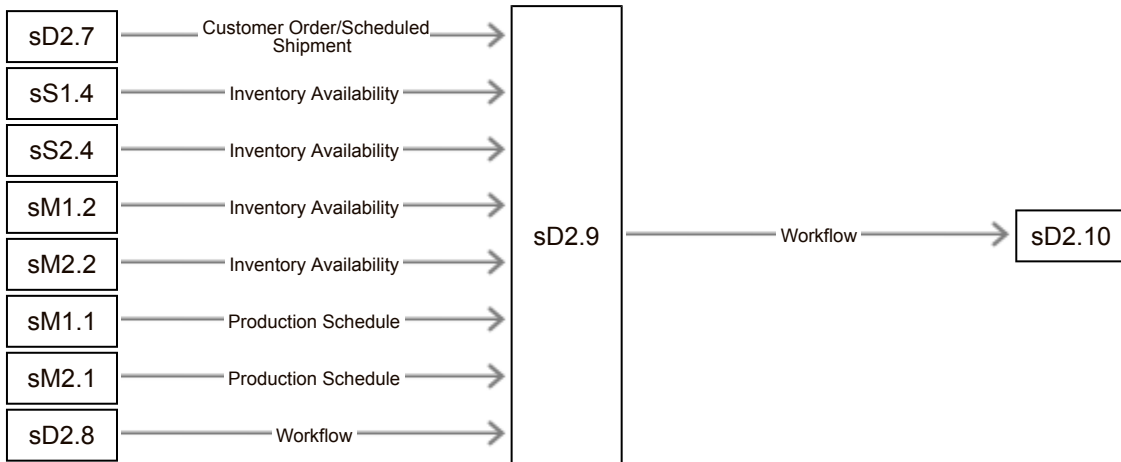 sD2.7
Customer Order/Scheduled
Shipment
sS1.4
Inventory Availability
sS2.4
Inventory Availability
sM1.2
Inventory Availability
sM2.2
Inventory Availability
sM1.1
Production Schedule
sM2.1
Production Schedule
sD2.8
Workflow
sD2.9
Workflow
sD2.10